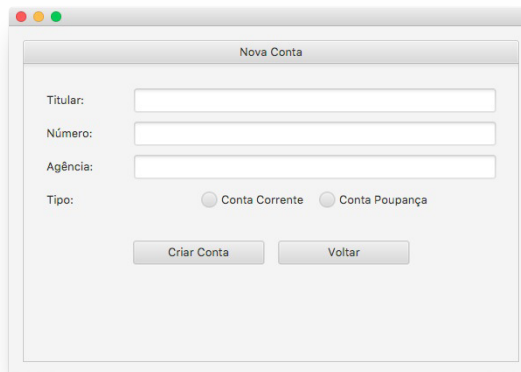 Nova Conta
Titular:
Número:
Agência:
Tipo: Conta Corrente Conta Poupança
Criar Conta Voltar